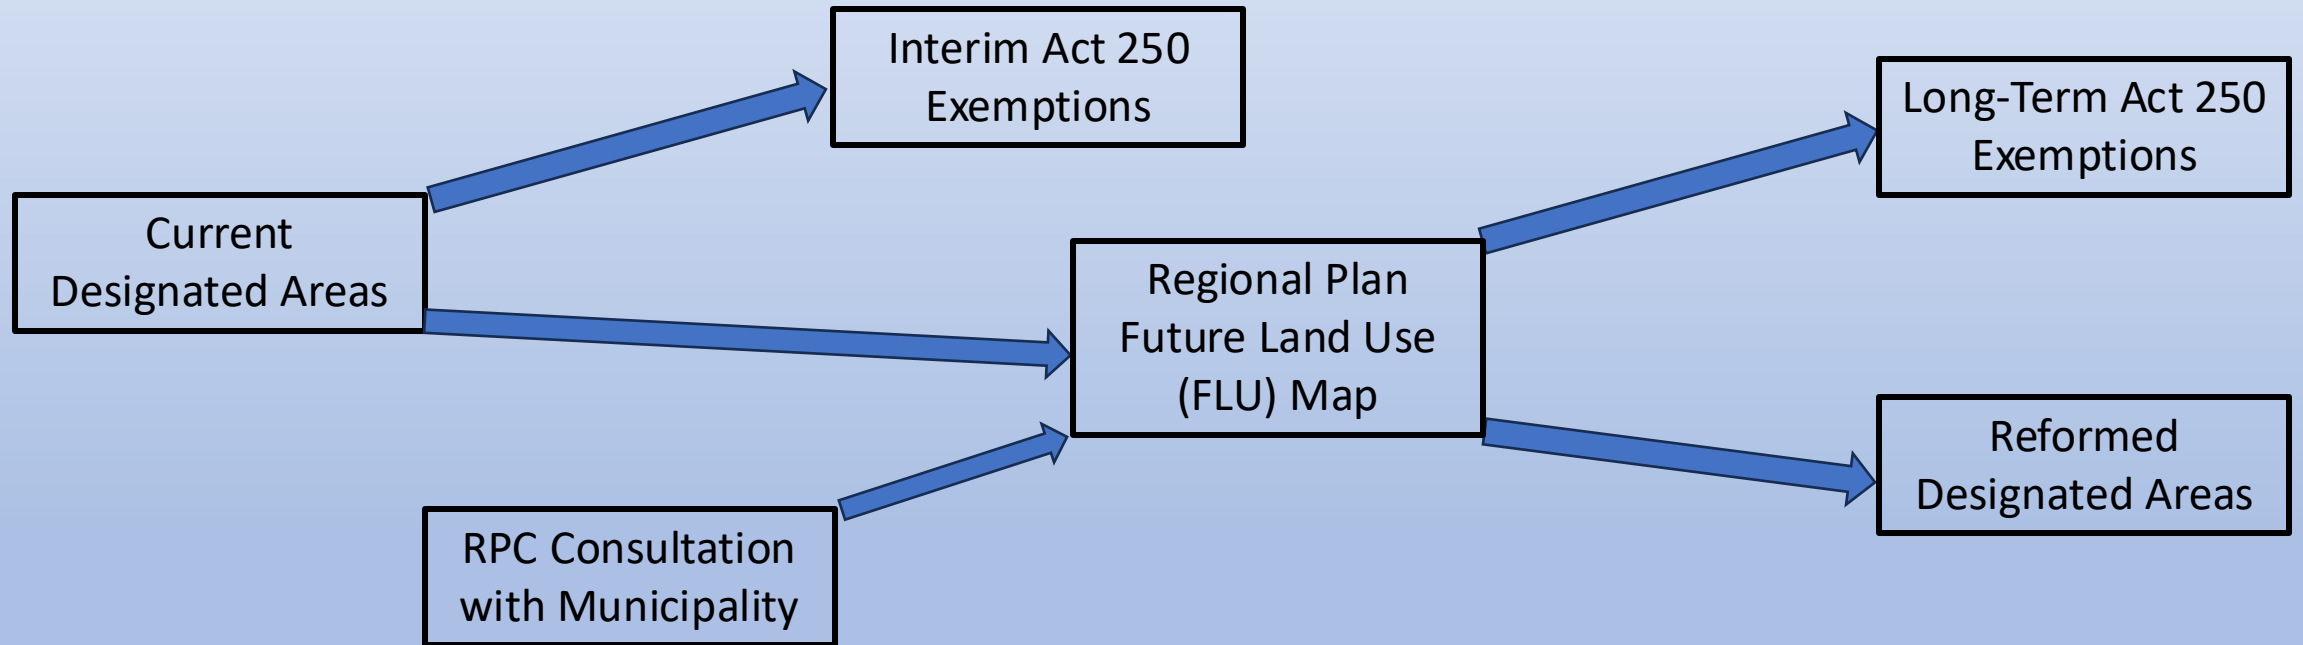 Interim Act 250
Exemptions
Long-Term Act 250
Exemptions
Current
Designated Areas
Regional Plan
Future Land Use
(FLU) Map
Reformed
Designated Areas
RPC Consultation
with Municipality